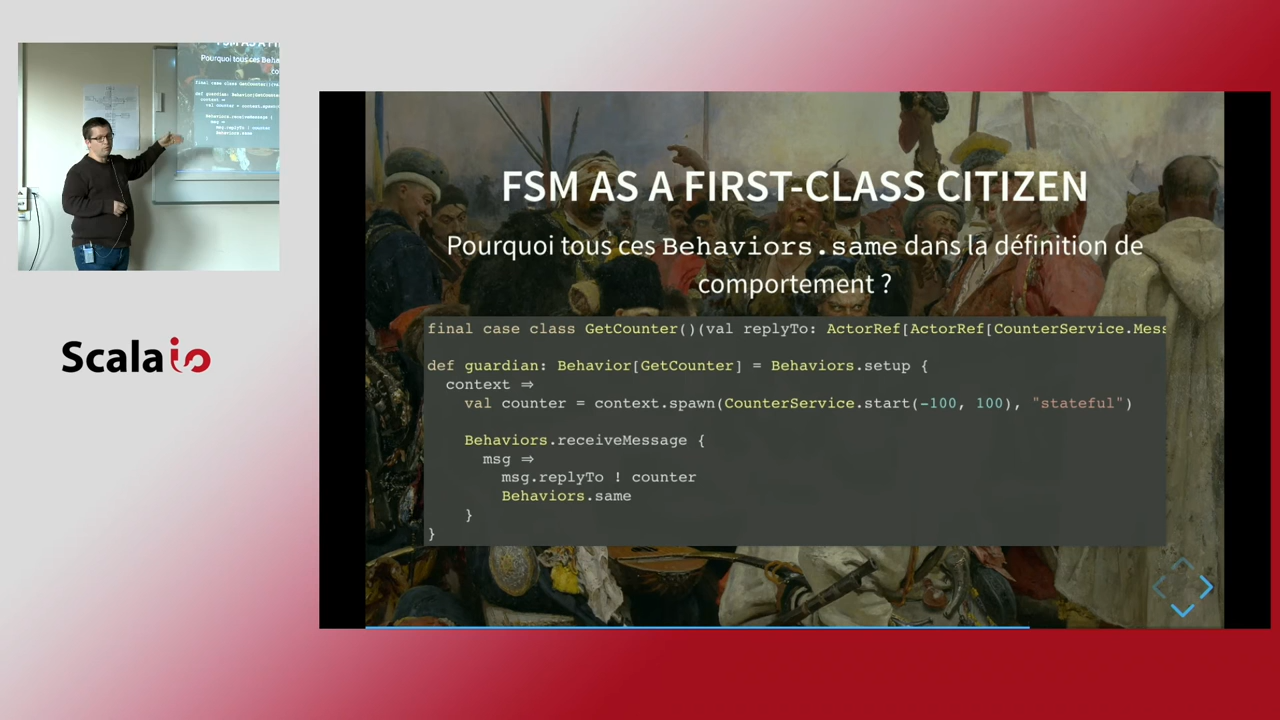 FSM AS A FIRST-CLASS CITIZEN
Pourquoi tous ces Behaviors.same dans la définition de
comportement ?
final case class GetCounter()(val replyTo: ActorRef[ActorRef[CounterService.Mess
def guardian: Behavior[GetCounter] = Behaviors.setup {
context ⇒
val counter = context.spawn(CounterService.start(-100, 100), "stateful")
Behaviors.receiveMessage {
msg ⇒
msg.replyTo ! counter
Behaviors.same
}
}
Scala io